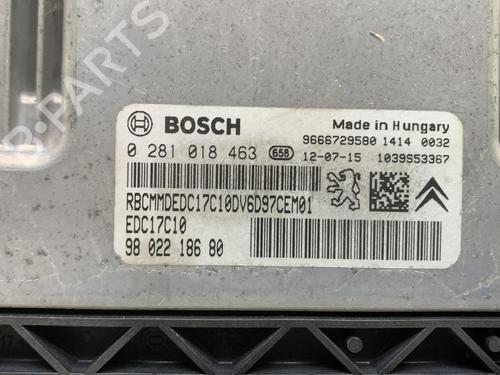 B-PARTS
BOSCH
Made in Hungary
0 281 018 463 658
9666729580 1414 0032
12-07-15 1039S53367
RBCMMDEDC17C10DV6D97CEM01
EDC17C10
98 022 186 80